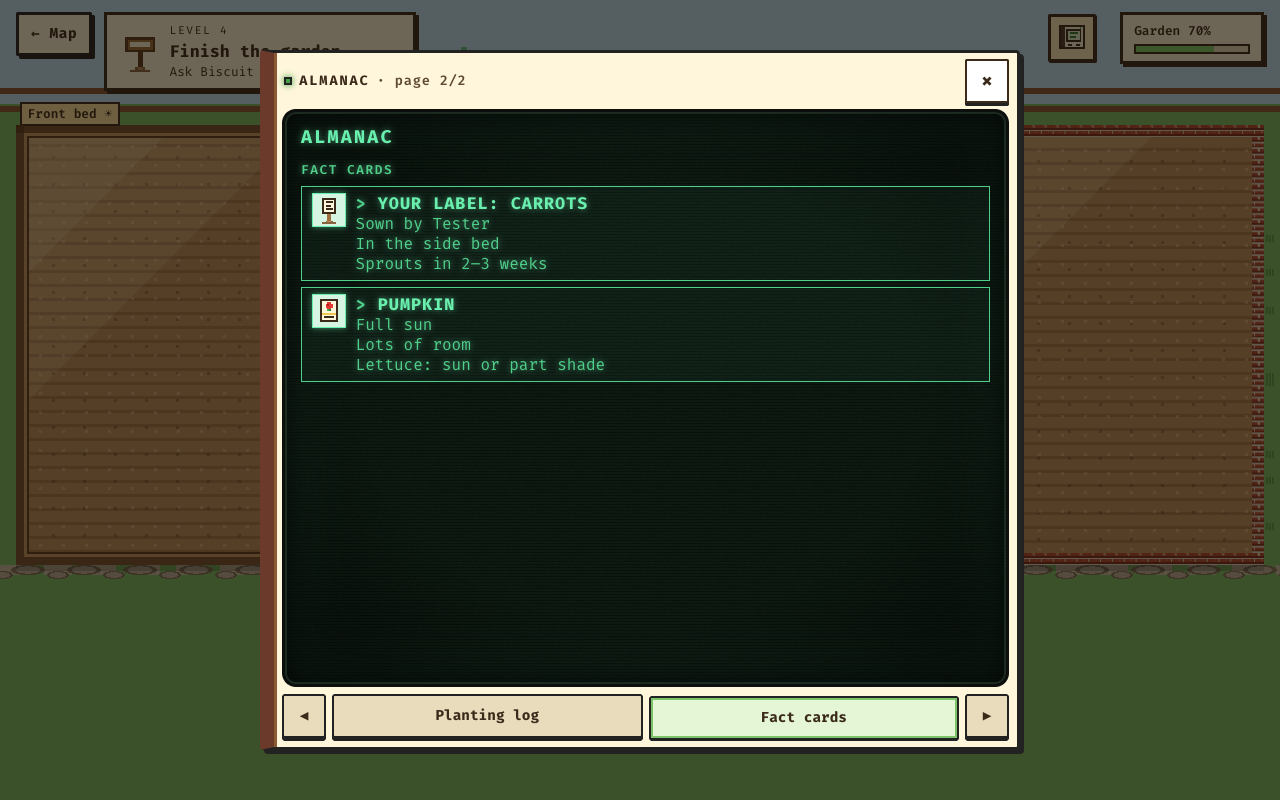 ← Map
LEVEL 4
Finish the garden
Ask Biscuit
Garden 70%
Front bed ☀
ALMANAC · page 2/2
✖
ALMANAC
FACT CARDS
> YOUR LABEL: CARROTS
Sown by Tester
In the side bed
Sprouts in 2–3 weeks
> PUMPKIN
Full sun
Lots of room
Lettuce: sun or part shade
◄
Planting log
Fact cards
►